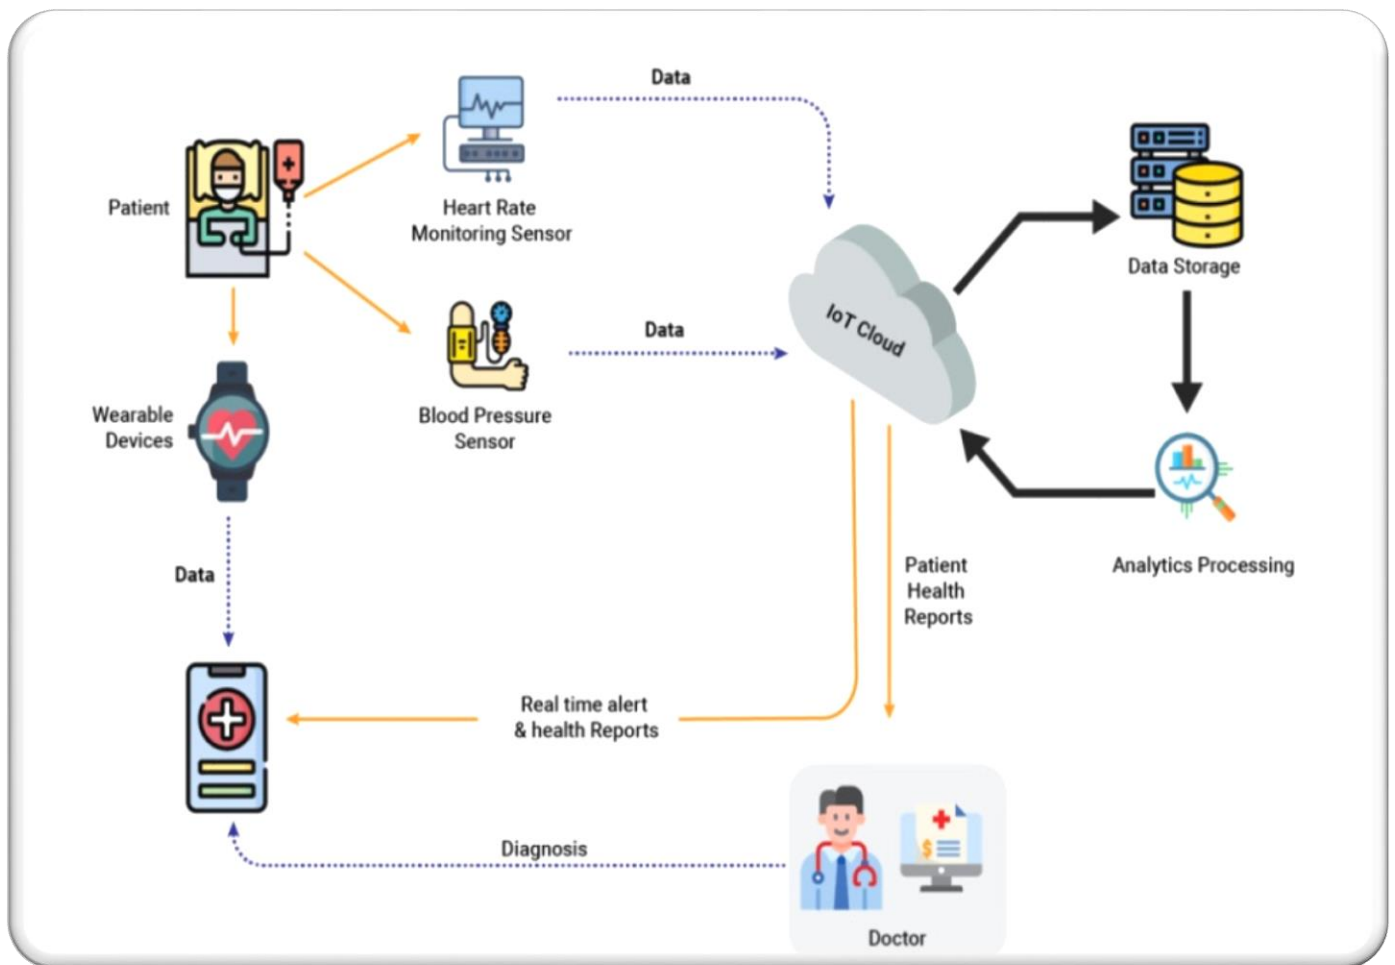 Data
Patient
Heart Rate
Monitoring Sensor
Data Storage
IoT Cloud
Data
Wearable
Devices
Blood Pressure
Sensor
Data
Patient
Health
Reports
Analytics Processing
Real time alert
& health Reports
Diagnosis
Doctor